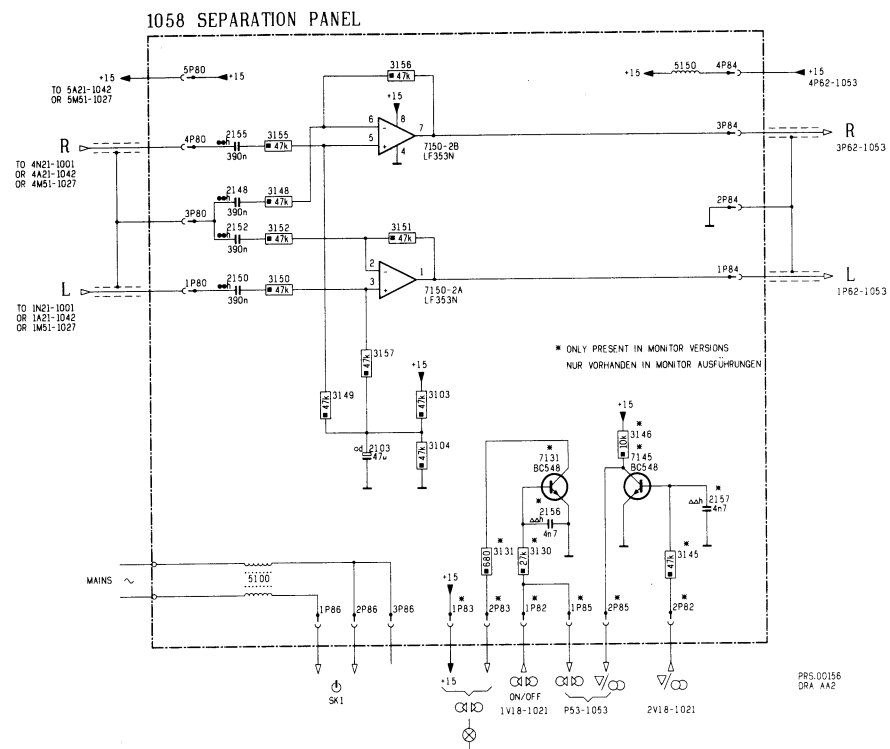 1058 SEPARATION PANEL
+15
TO 5A21-1042
OR 5M51-1027
5P80
+15
3156
47k
+15
5150
4P84
+15
4P62-1053
R
TO 4N21-1001
OR 4A21-1042
OR 4M51-1027
4P80
2155
390n
3155
47k
6
5
8
4
7
7150-2B
LF353N
3P84
R
3P62-1053
3P80
2148
390n
3148
47k
2152
390n
3152
47k
3151
47k
2P84
L
TO 1N21-1001
OR 1A21-1042
OR 1M51-1027
1P80
2150
390n
3150
47k
2
3
1
7150-2A
LF353N
1P84
L
1P62-1053
* ONLY PRESENT IN MONITOR VERSIONS
NUR VORHANDEN IN MONITOR AUSFÜHRUNGEN
3157
47k
3149
47k
+15
3103
47k
3104
47k
2103
47u
+15
*
3146
10k
*
7145
BC548
*
7131
BC548
*
2156
4n7
*
2157
4n7
*
3131
680
*
3130
27k
*
3145
47k
MAINS ~
5100
1P86
2P86
3P86
+15
*
1P83
*
2P83
*
1P82
*
1P85
2P85
*
2P82
SK1
+15
ON/OFF
1V18-1021
P53-1053
2V18-1021
PRS.00156
DRA AA2